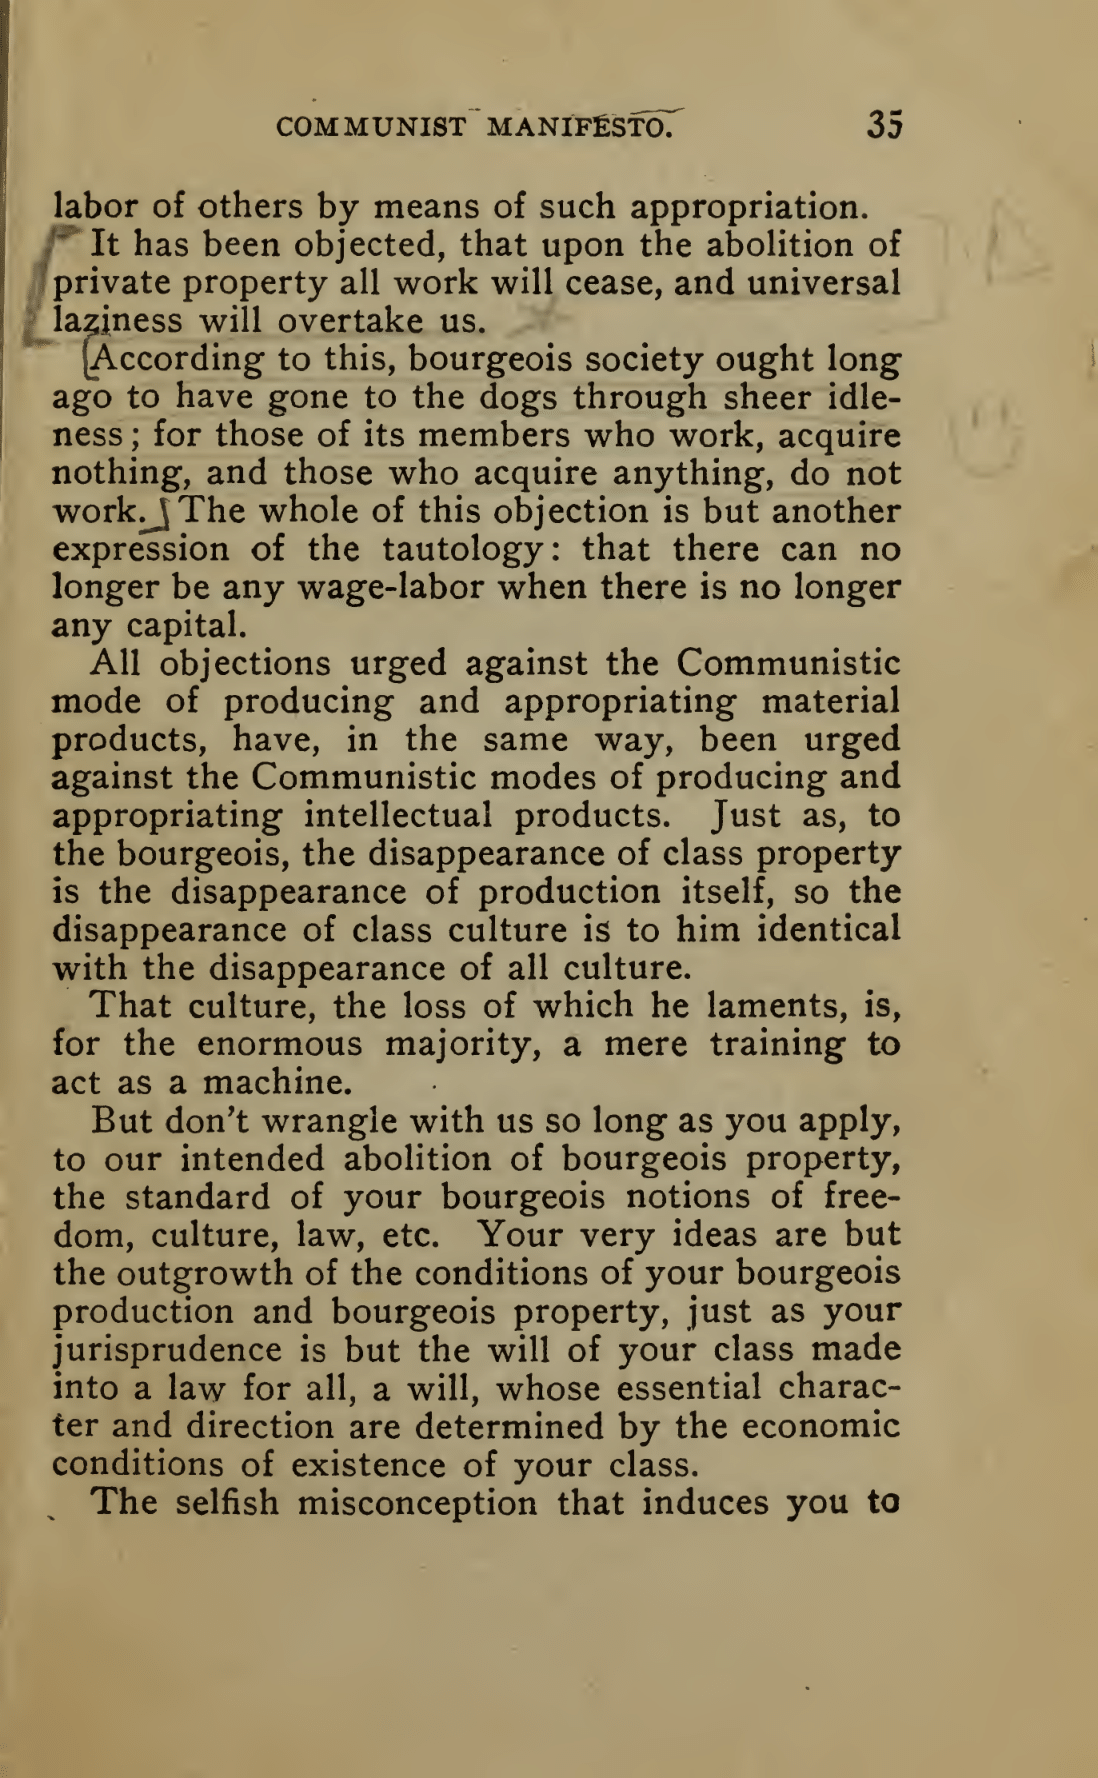 COMMUNIST MANIFESTO. 35
labor of others by means of such appropriation.
It has been objected, that upon the abolition of
private property all work will cease, and universal
laziness will overtake us.
[According to this, bourgeois society ought long
ago to have gone to the dogs through sheer idle-
ness; for those of its members who work, acquire
nothing, and those who acquire anything, do not
work.] The whole of this objection is but another
expression of the tautology: that there can no
longer be any wage-labor when there is no longer
any capital.
All objections urged against the Communistic
mode of producing and appropriating material
products, have, in the same way, been urged
against the Communistic modes of producing and
appropriating intellectual products. Just as, to
the bourgeois, the disappearance of class property
is the disappearance of production itself, so the
disappearance of class culture is to him identical
with the disappearance of all culture.
That culture, the loss of which he laments, is,
for the enormous majority, a mere training to
act as a machine.
But don't wrangle with us so long as you apply,
to our intended abolition of bourgeois property,
the standard of your bourgeois notions of free-
dom, culture, law, etc. Your very ideas are but
the outgrowth of the conditions of your bourgeois
production and bourgeois property, just as your
jurisprudence is but the will of your class made
into a law for all, a will, whose essential charac-
ter and direction are determined by the economic
conditions of existence of your class.
The selfish misconception that induces you to